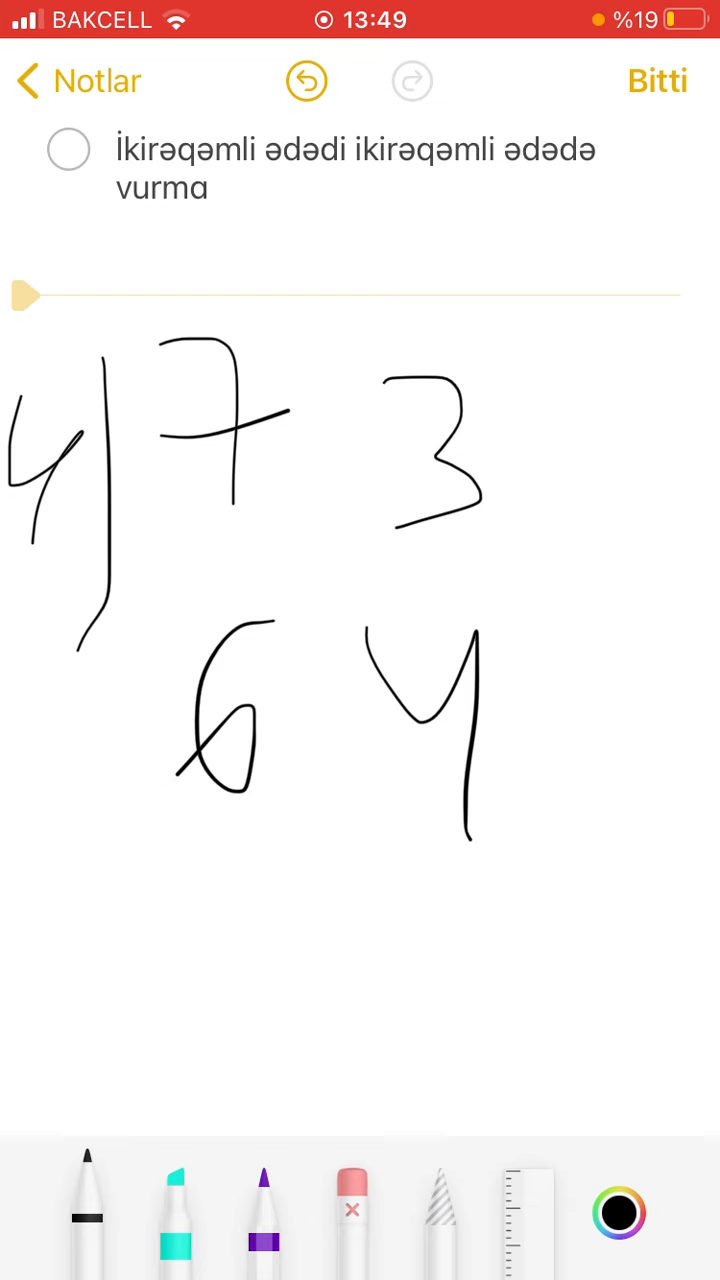 BAKCELL 13:49 %19
Notlar Bitti
İkirəqəmli ədədi ikirəqəmli ədədə
vurma
4) 7 3
6 4